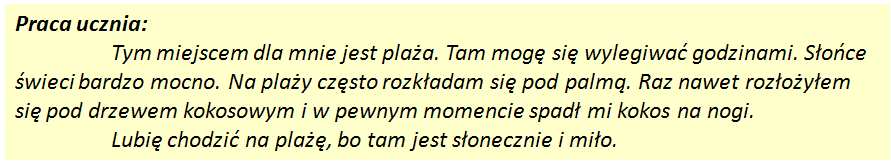 Praca ucznia:
Tym miejscem dla mnie jest plaża. Tam mogę się wylegiwać godzinami. Słońce
świeci bardzo mocno. Na plaży często rozkładam się pod palmą. Raz nawet rozłożyłem
się pod drzewem kokosowym i w pewnym momencie spadł mi kokos na nogi.
Lubię chodzić na plażę, bo tam jest słonecznie i miło.